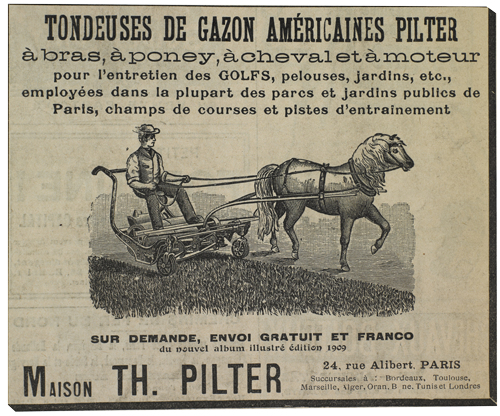 TONDEUSES DE GAZON AMÉRICAINES PILTER
à bras, à poney, à cheval et à moteur
pour l'entretien des GOLFS, pelouses, jardins, etc.,
employées dans la plupart des parcs et jardins publics de
Paris, champs de courses et pistes d'entrainement
SUR DEMANDE, ENVOI GRATUIT ET FRANCO
du nouvel album illustré édition 1909
MAISON TH. PILTER
24, rue Alibert, PARIS
Succursales à : Bordeaux, Toulouse,
Marseille, Alger, Oran, B ne, Tunis et Londres